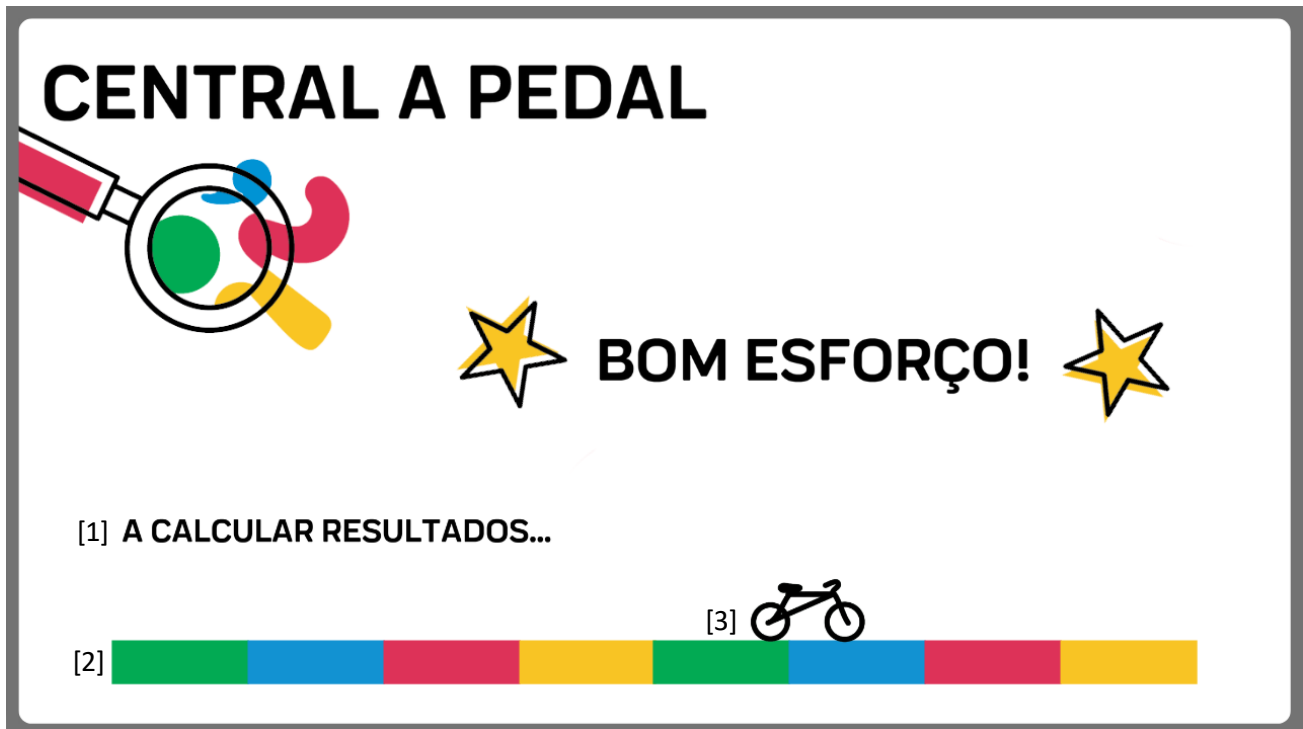 CENTRAL A PEDAL
BOM ESFORÇO!
[1] A CALCULAR RESULTADOS...
[3]
[2]